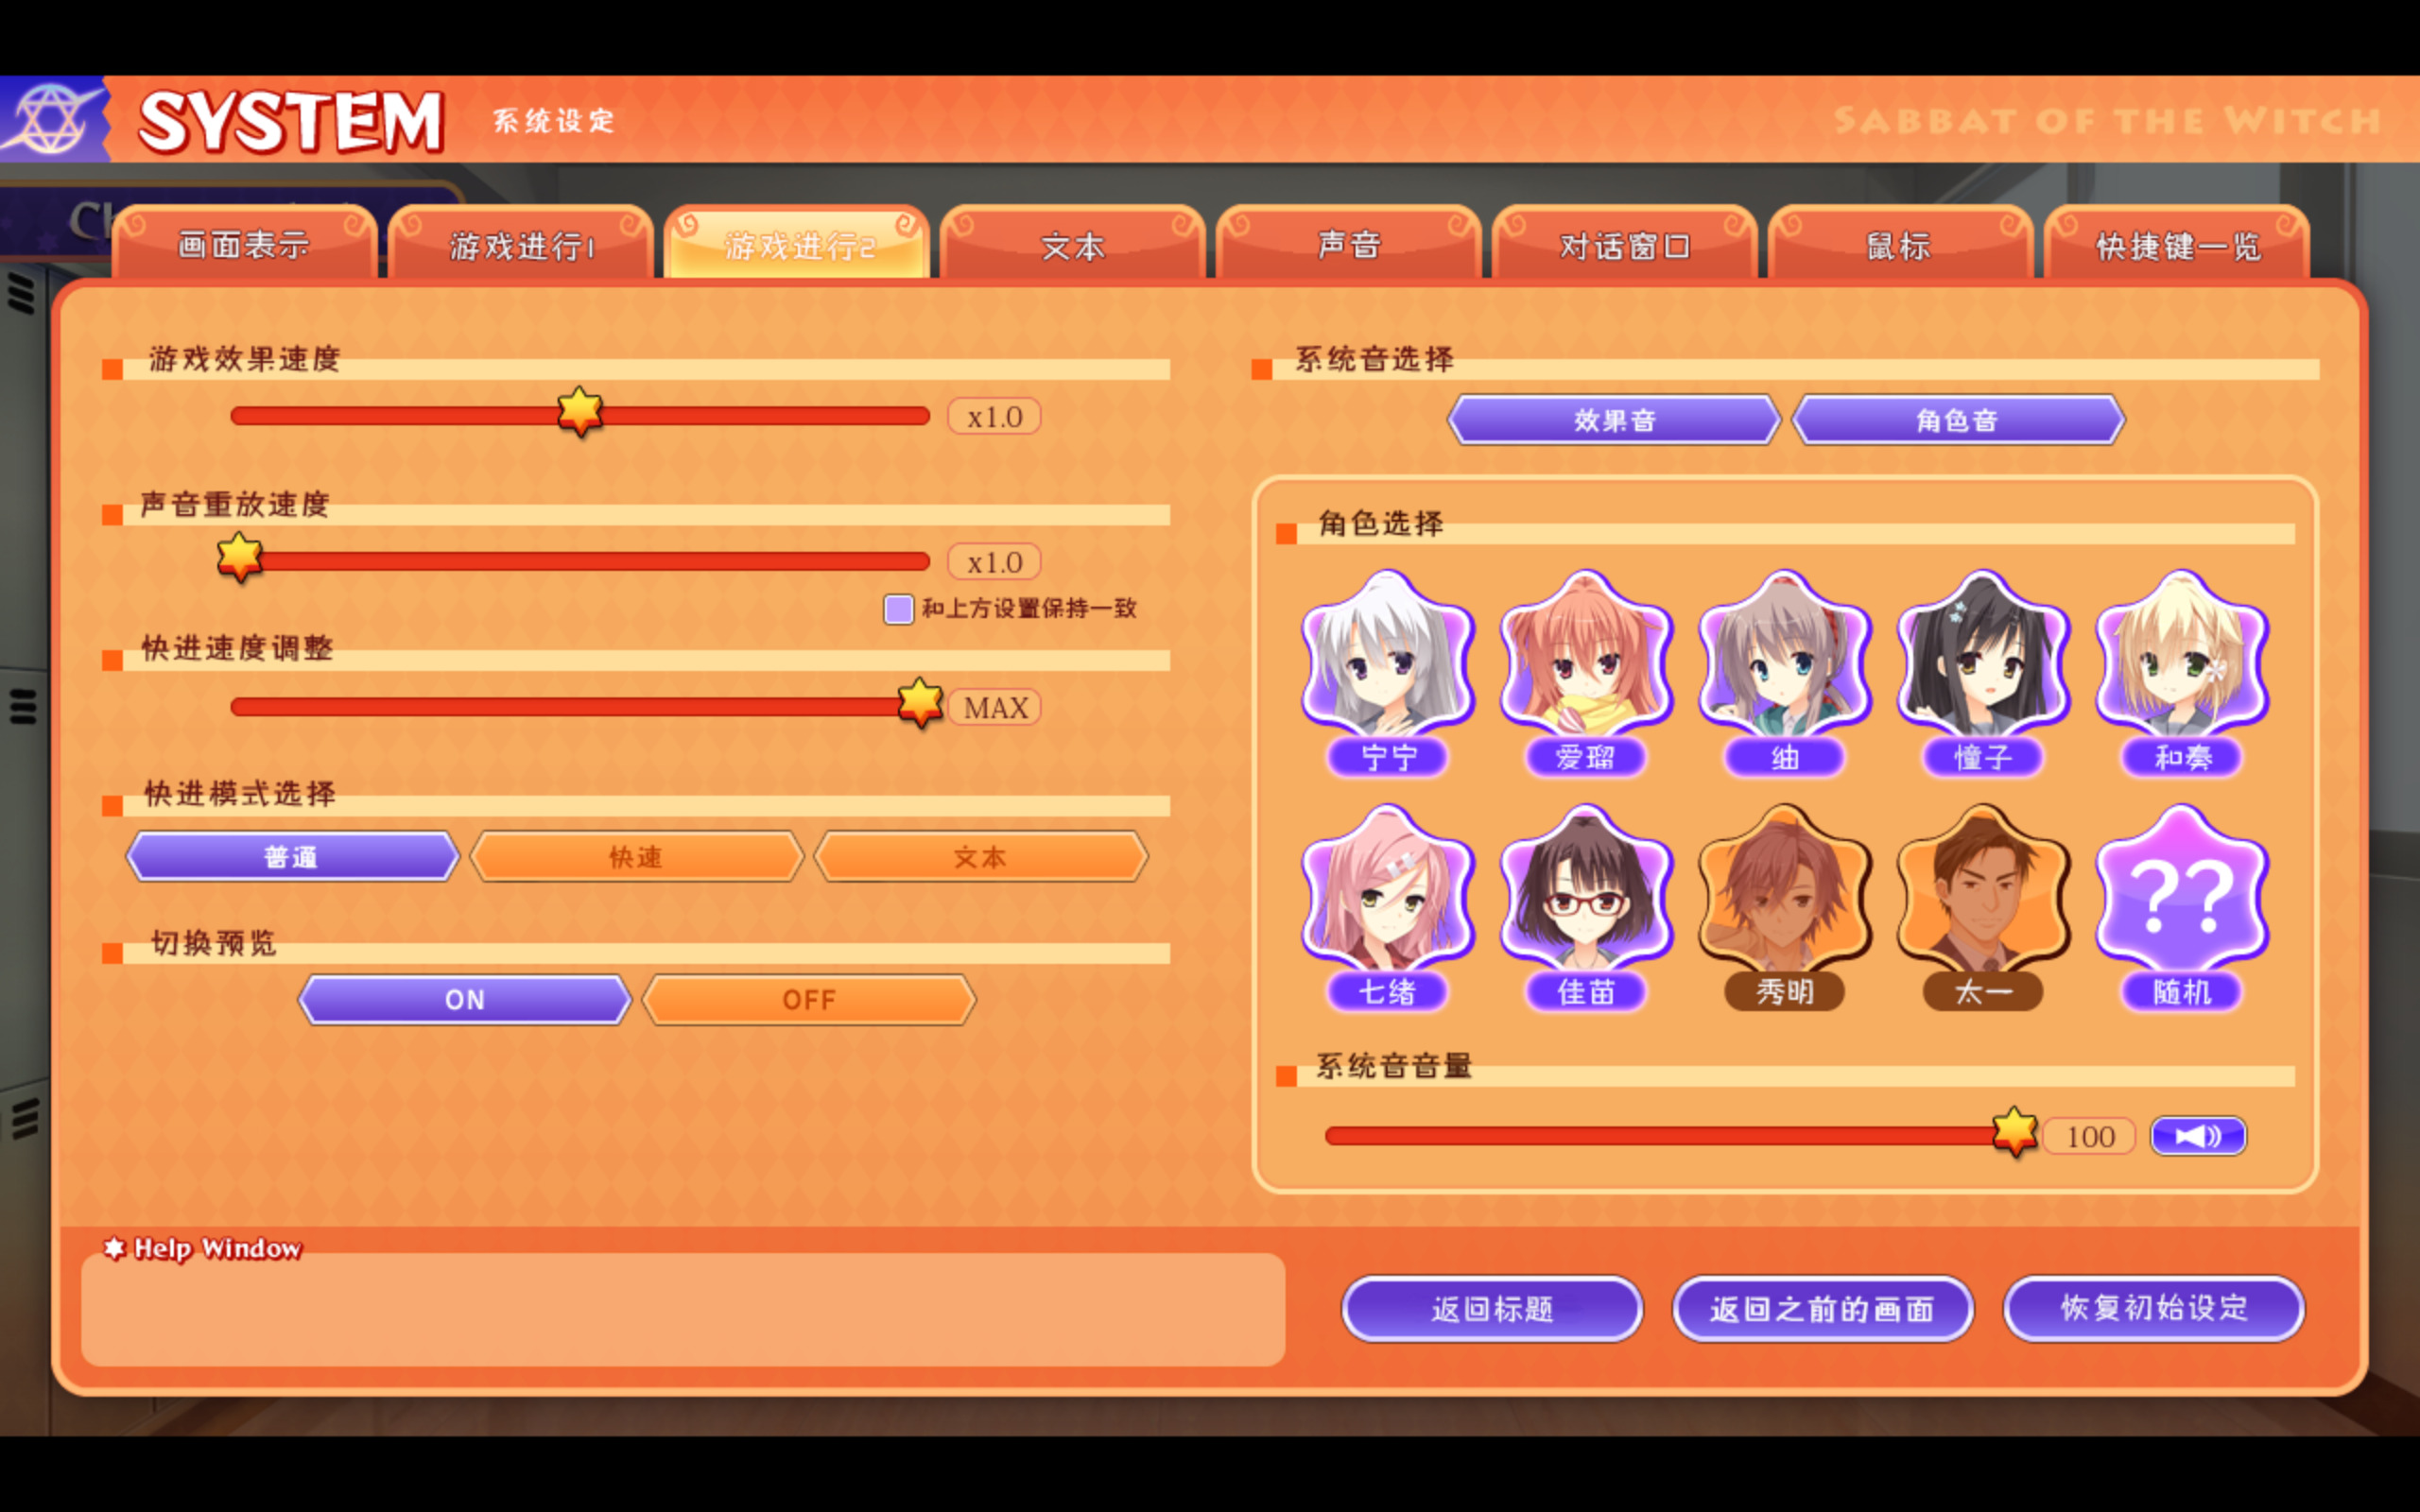 SYSTEM 系统设定
SABBAT OF THE WITCH
画面表示 游戏进行1 游戏进行2 文本 声音 对话窗口 鼠标 快捷键一览
游戏效果速度
x1.0
声音重放速度
x1.0
和上方设置保持一致
快进速度调整
MAX
快进模式选择
普通 快速 文本
切换预览
ON OFF
系统音选择
效果音 角色音
角色选择
宁宁 爱瑠 䌷 憧子 和奏
七绪 佳苗 秀明 太一 随机
??
系统音音量
100
Help Window
返回标题 返回之前的画面 恢复初始设定